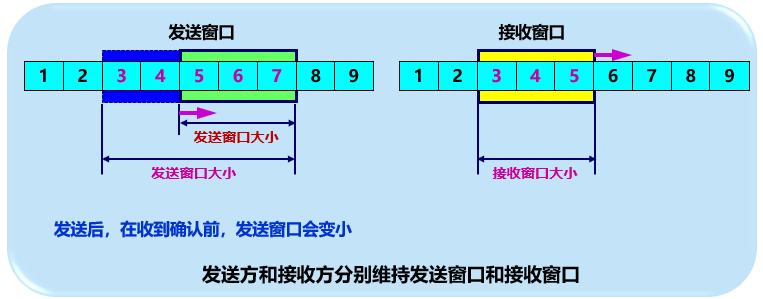 发送窗口
接收窗口
1 2 3 4 5 6 7 8 9
1 2 3 4 5 6 7 8 9
发送窗口大小
发送窗口大小
接收窗口大小
发送后，在收到确认前，发送窗口会变小
发送方和接收方分别维持发送窗口和接收窗口